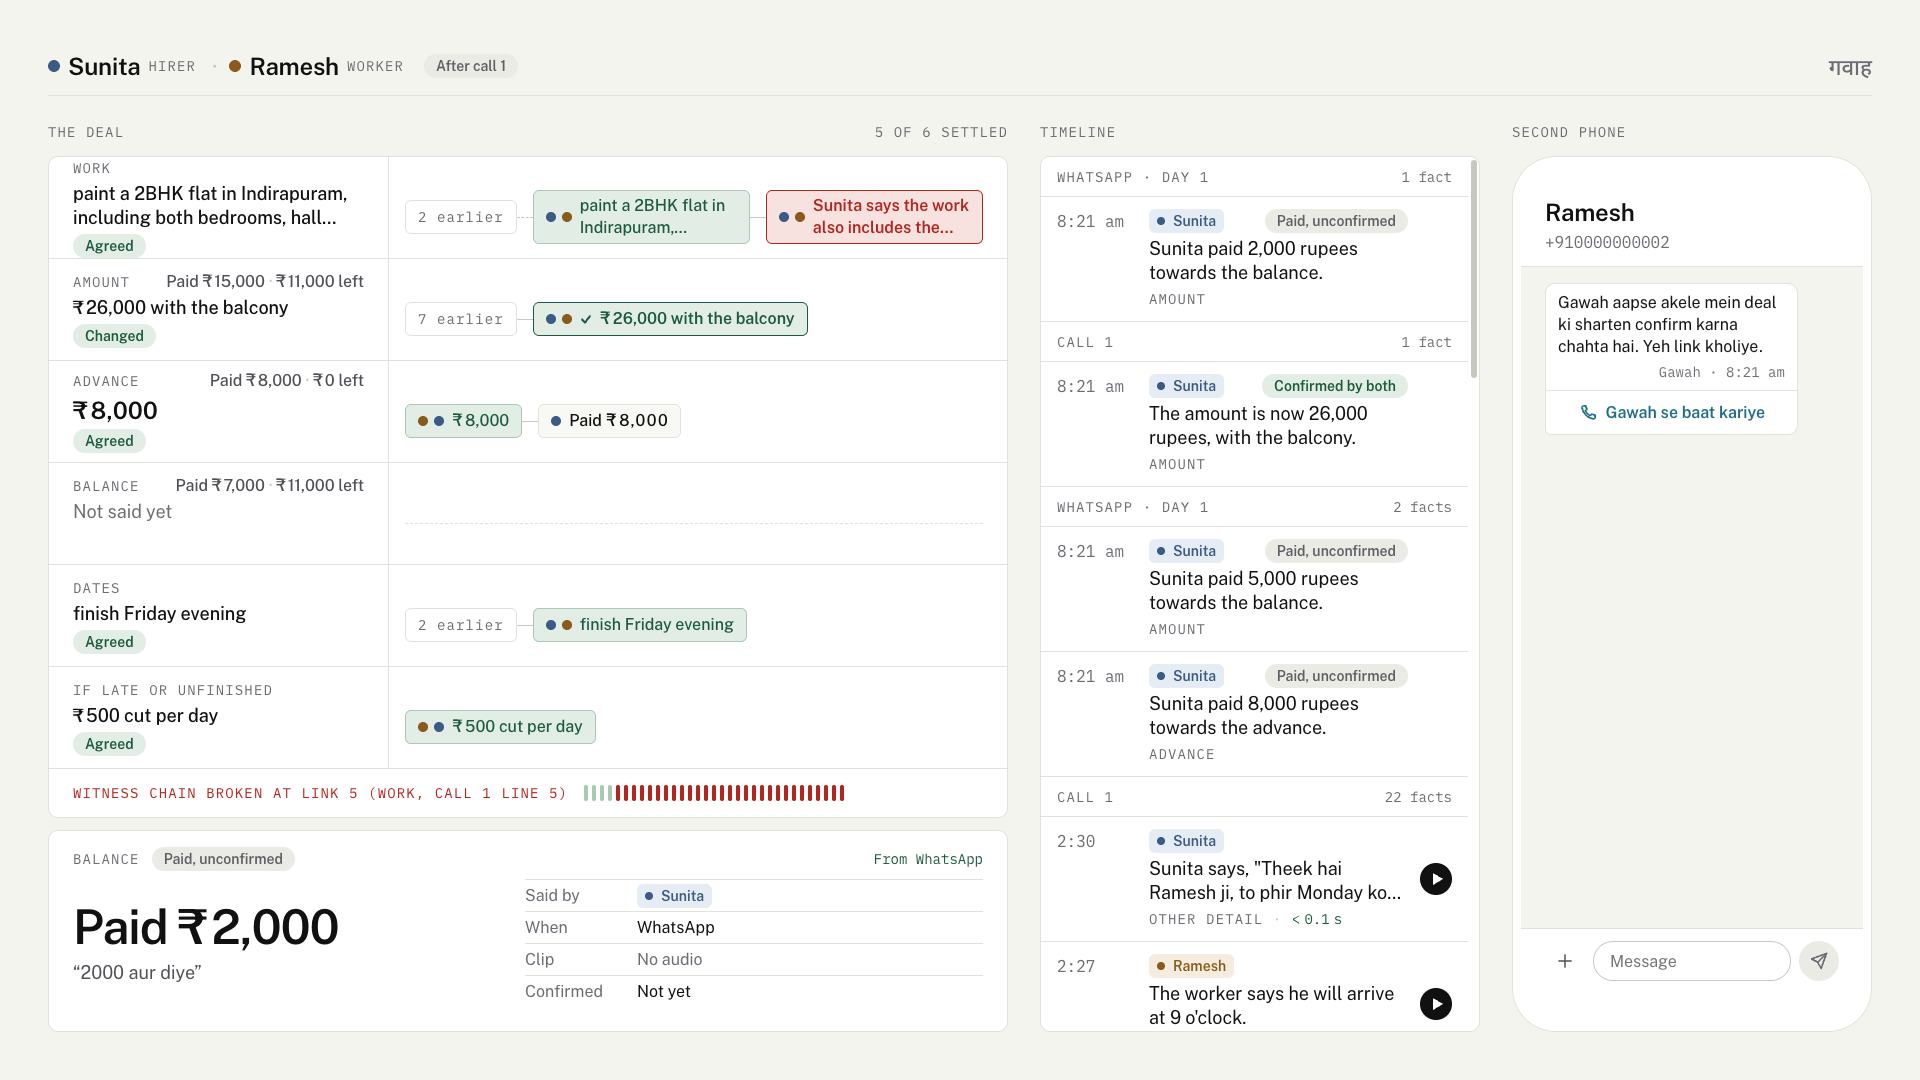 Sunita HIRER · Ramesh WORKER After call 1
गवाह
THE DEAL
5 OF 6 SETTLED
WORK
paint a 2BHK flat in Indirapuram,
including both bedrooms, hall…
Agreed
2 earlier
paint a 2BHK flat in
Indirapuram,…
Sunita says the work
also includes the…
AMOUNT
Paid ₹15,000 · ₹11,000 left
₹26,000 with the balcony
Changed
7 earlier
₹26,000 with the balcony
ADVANCE
Paid ₹8,000 · ₹0 left
₹8,000
Agreed
₹8,000
Paid ₹8,000
BALANCE
Paid ₹7,000 · ₹11,000 left
Not said yet
DATES
finish Friday evening
Agreed
2 earlier
finish Friday evening
IF LATE OR UNFINISHED
₹500 cut per day
Agreed
₹500 cut per day
WITNESS CHAIN BROKEN AT LINK 5 (WORK, CALL 1 LINE 5)
BALANCE
Paid, unconfirmed
From WhatsApp
Paid ₹2,000
“2000 aur diye”
Said by Sunita
When WhatsApp
Clip No audio
Confirmed Not yet
TIMELINE
WHATSAPP · DAY 1 1 fact
8:21 am Sunita Paid, unconfirmed
Sunita paid 2,000 rupees
towards the balance.
AMOUNT
CALL 1 1 fact
8:21 am Sunita Confirmed by both
The amount is now 26,000
rupees, with the balcony.
AMOUNT
WHATSAPP · DAY 1 2 facts
8:21 am Sunita Paid, unconfirmed
Sunita paid 5,000 rupees
towards the balance.
AMOUNT
8:21 am Sunita Paid, unconfirmed
Sunita paid 8,000 rupees
towards the advance.
ADVANCE
CALL 1 22 facts
2:30 Sunita
Sunita says, "Theek hai
Ramesh ji, to phir Monday ko…
OTHER DETAIL · <0.1 s
2:27 Ramesh
The worker says he will arrive
at 9 o'clock.
SECOND PHONE
Ramesh
+910000000002
Gawah aapse akele mein deal
ki sharten confirm karna
chahta hai. Yeh link kholiye.
Gawah · 8:21 am
Gawah se baat kariye
Message